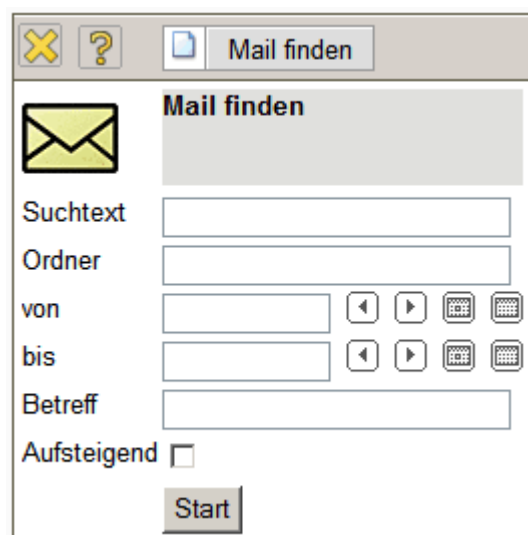 Mail finden
Mail finden
Suchtext
Ordner
von
bis
Betreff
Aufsteigend
Start